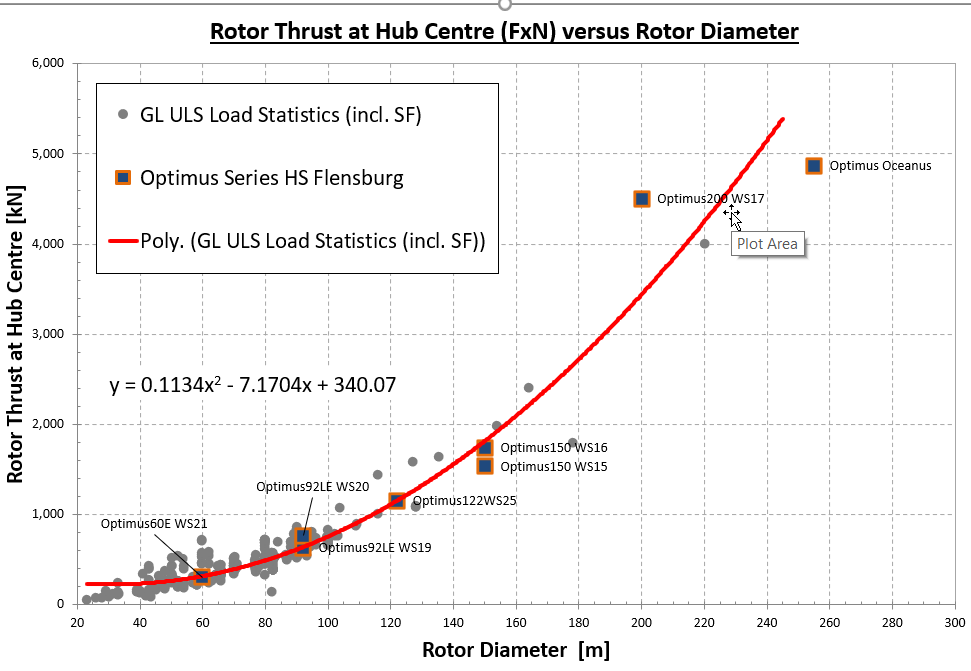 Rotor Thrust at Hub Centre (FxN) versus Rotor Diameter
6,000
5,000
4,000
3,000
2,000
1,000
0
Rotor Thrust at Hub Centre [kN]
GL ULS Load Statistics (incl. SF)
Optimus Series HS Flensburg
Poly. (GL ULS Load Statistics (incl. SF))
Optimus Oceanus
Optimus200 WS17
Plot Area
y = 0.1134x² - 7.1704x + 340.07
Optimus150 WS16
Optimus150 WS15
Optimus92LE WS20
Optimus122WS25
Optimus60E WS21
Optimus92LE WS19
20 40 60 80 100 120 140 160 180 200 220 240 260 280 300
Rotor Diameter [m]